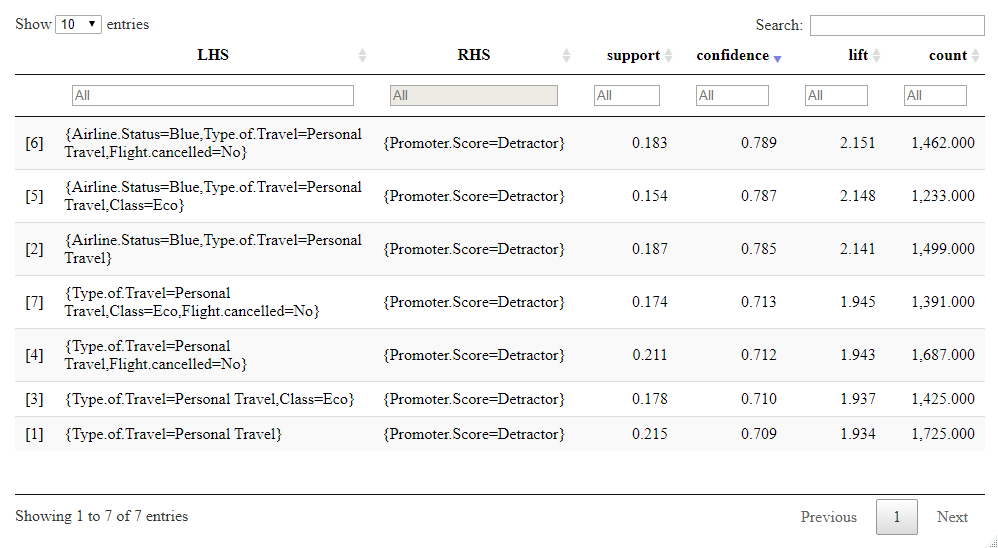 Show 10 entries Search:
LHS RHS support confidence lift count
All All All All All All
[6] {Airline.Status=Blue,Type.of.Travel=Personal Travel,Flight.cancelled=No} {Promoter.Score=Detractor} 0.183 0.789 2.151 1,462.000
[5] {Airline.Status=Blue,Type.of.Travel=Personal Travel,Class=Eco} {Promoter.Score=Detractor} 0.154 0.787 2.148 1,233.000
[2] {Airline.Status=Blue,Type.of.Travel=Personal Travel} {Promoter.Score=Detractor} 0.187 0.785 2.141 1,499.000
[7] {Type.of.Travel=Personal Travel,Class=Eco,Flight.cancelled=No} {Promoter.Score=Detractor} 0.174 0.713 1.945 1,391.000
[4] {Type.of.Travel=Personal Travel,Flight.cancelled=No} {Promoter.Score=Detractor} 0.211 0.712 1.943 1,687.000
[3] {Type.of.Travel=Personal Travel,Class=Eco} {Promoter.Score=Detractor} 0.178 0.710 1.937 1,425.000
[1] {Type.of.Travel=Personal Travel} {Promoter.Score=Detractor} 0.215 0.709 1.934 1,725.000
Showing 1 to 7 of 7 entries Previous 1 Next